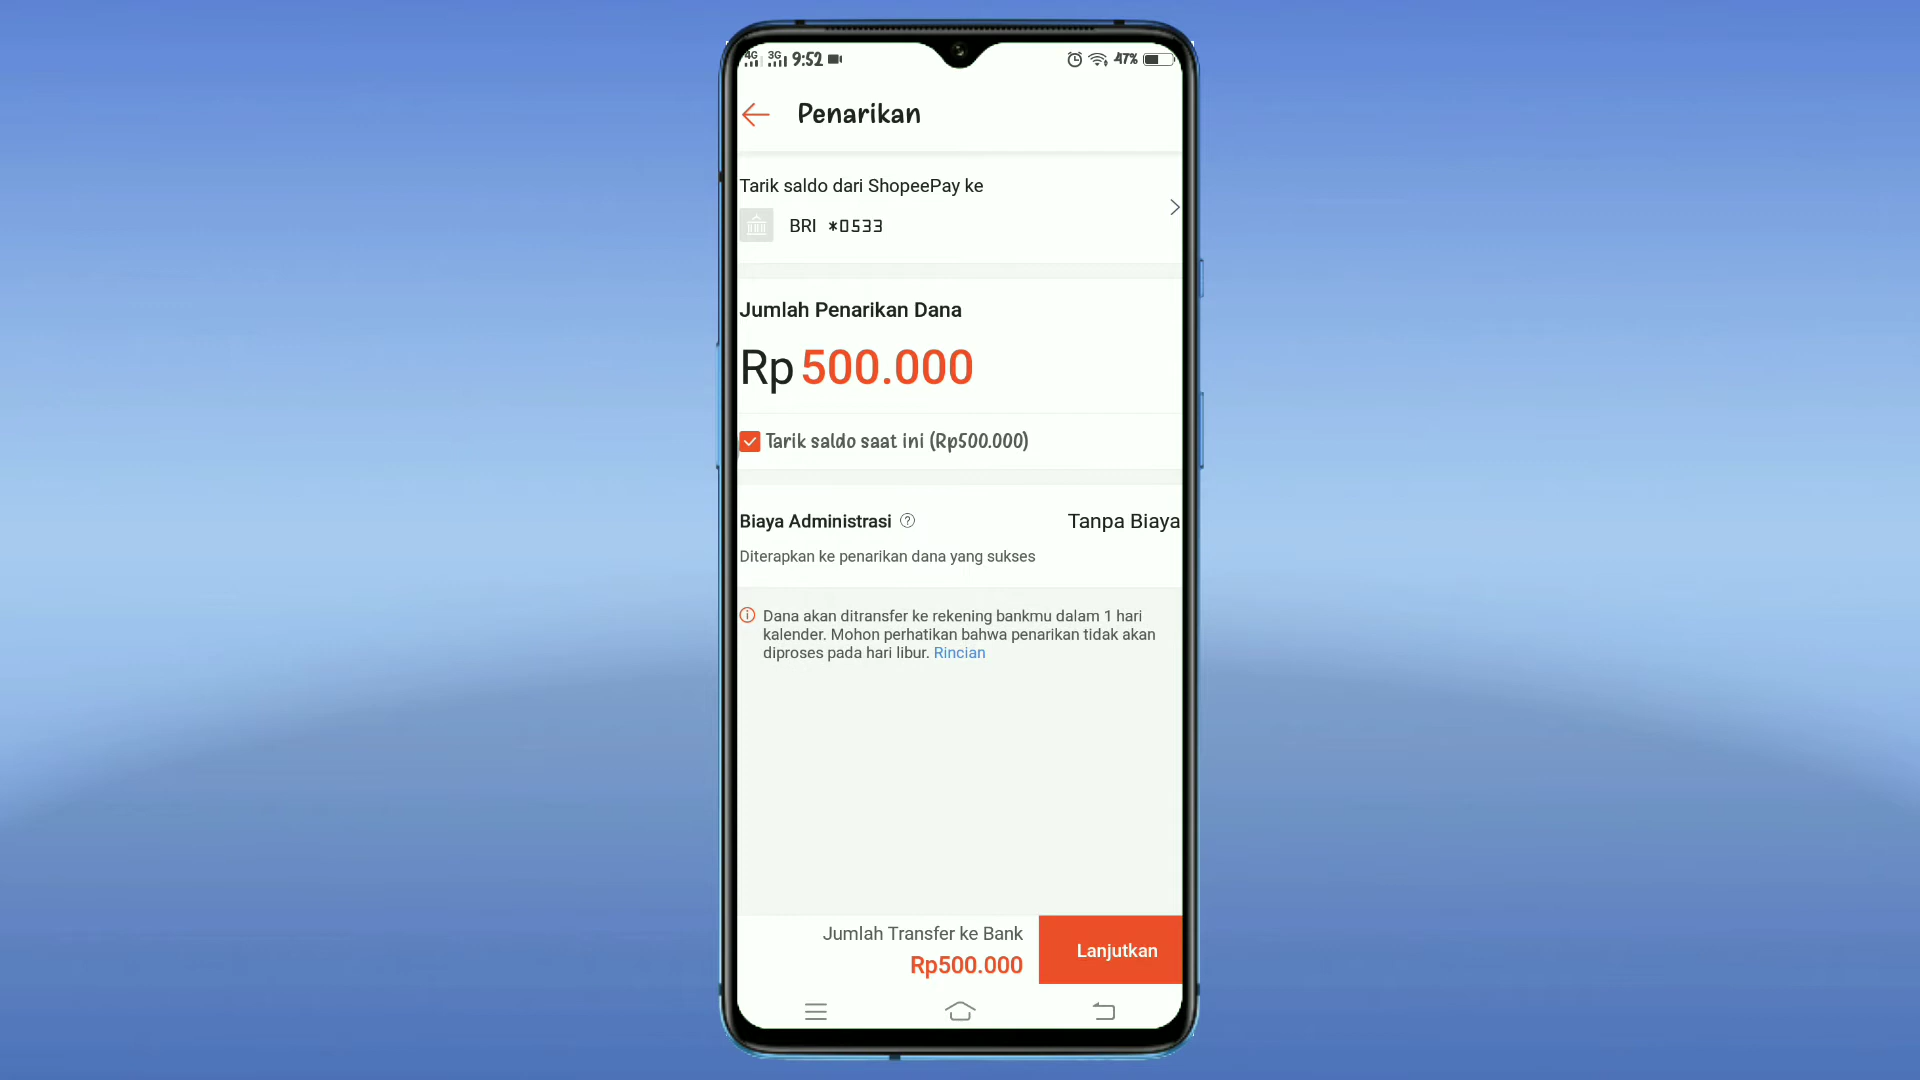 4G 3G 9:52 47%
Penarikan
Tarik saldo dari ShopeePay ke
BRI *0533
Jumlah Penarikan Dana
Rp 500.000
Tarik saldo saat ini (Rp500.000)
Biaya Administrasi ? Tanpa Biaya
Diterapkan ke penarikan dana yang sukses
Dana akan ditransfer ke rekening bankmu dalam 1 hari
kalender. Mohon perhatikan bahwa penarikan tidak akan
diproses pada hari libur. Rincian
Jumlah Transfer ke Bank
Rp500.000
Lanjutkan